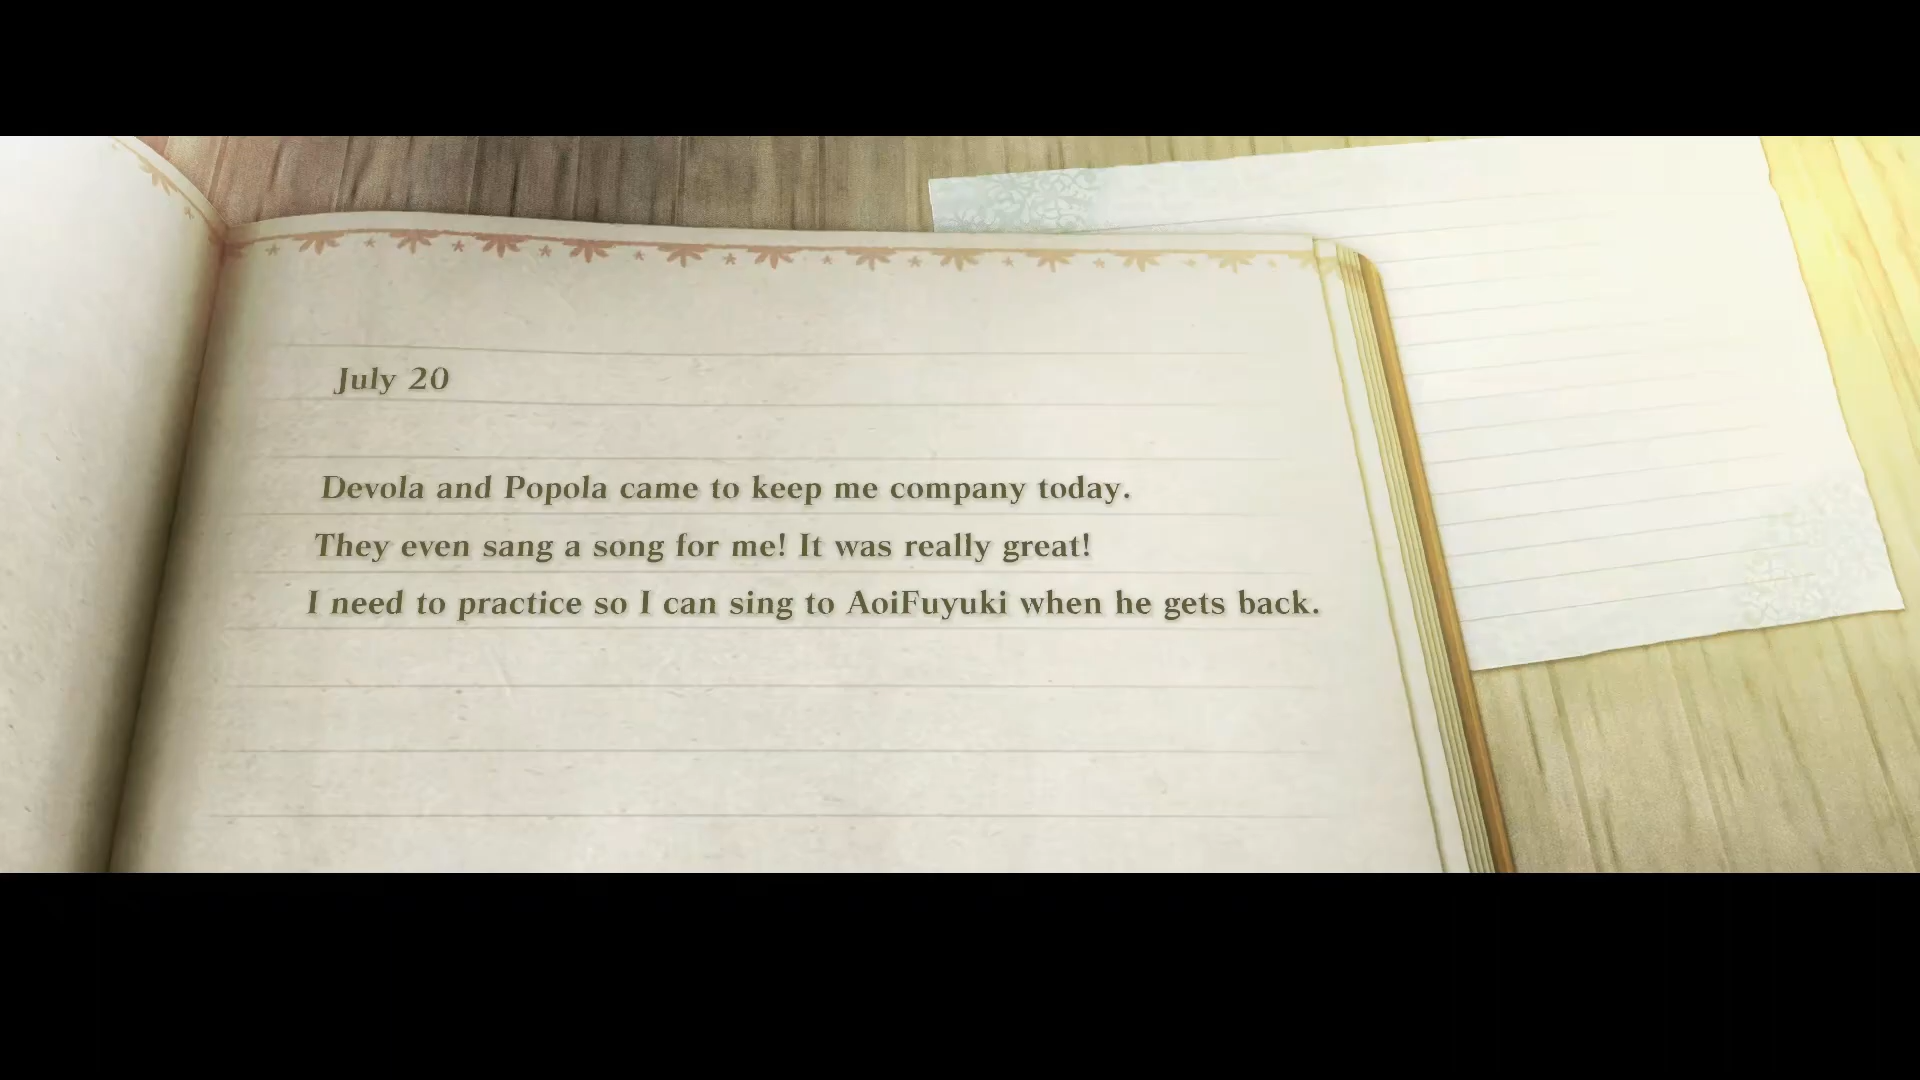 July 20
Devola and Popola came to keep me company today.
They even sang a song for me! It was really great!
I need to practice so I can sing to AoiFuyuki when he gets back.